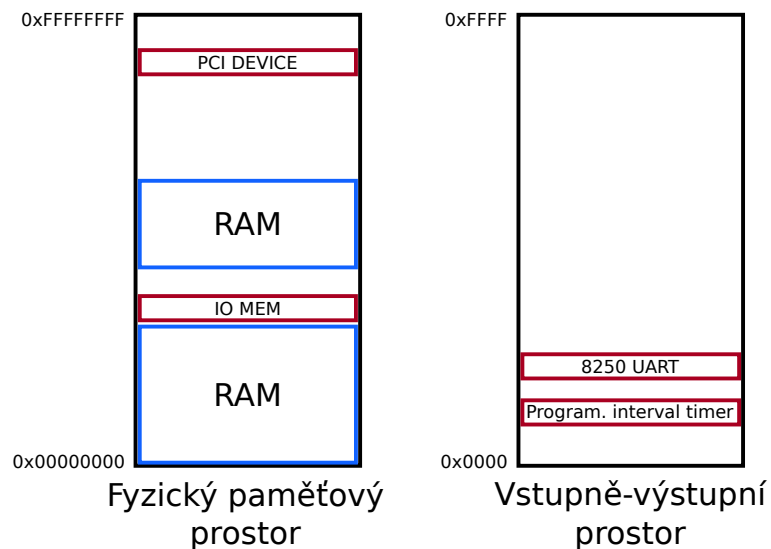 0xFFFFFFFF
PCI DEVICE
RAM
IO MEM
RAM
0x00000000
Fyzický paměťový
prostor
0xFFFF
8250 UART
Program. interval timer
0x0000
Vstupně-výstupní
prostor